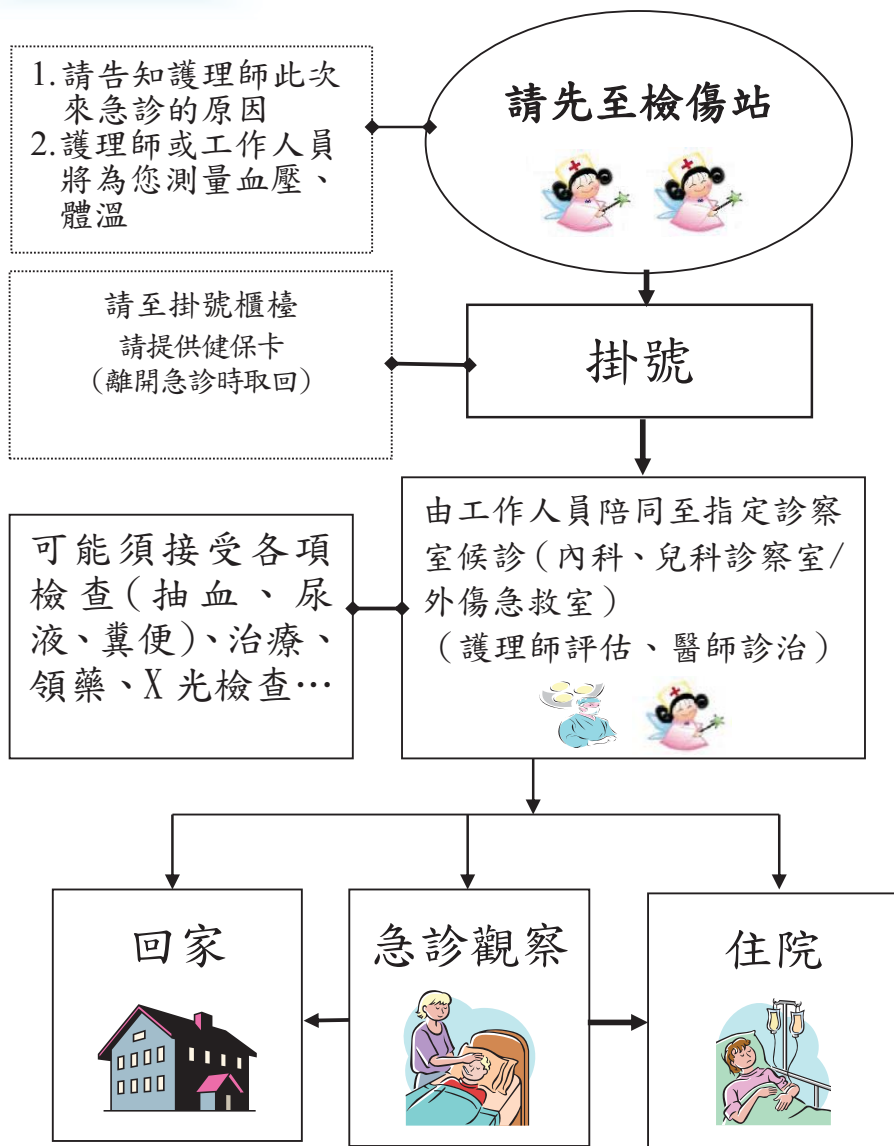 1.請告知護理師此次
來急診的原因
2.護理師或工作人員
將為您測量血壓、
體溫
請先至檢傷站
請至掛號櫃檯
請提供健保卡
(離開急診時取回)
掛號
可能須接受各項
檢查(抽血、尿
液、糞便)、治療、
領藥、X光檢查…
由工作人員陪同至指定診察
室候診(內科、兒科診察室/
外傷急救室)
(護理師評估、醫師診治)
回家
急診觀察
住院